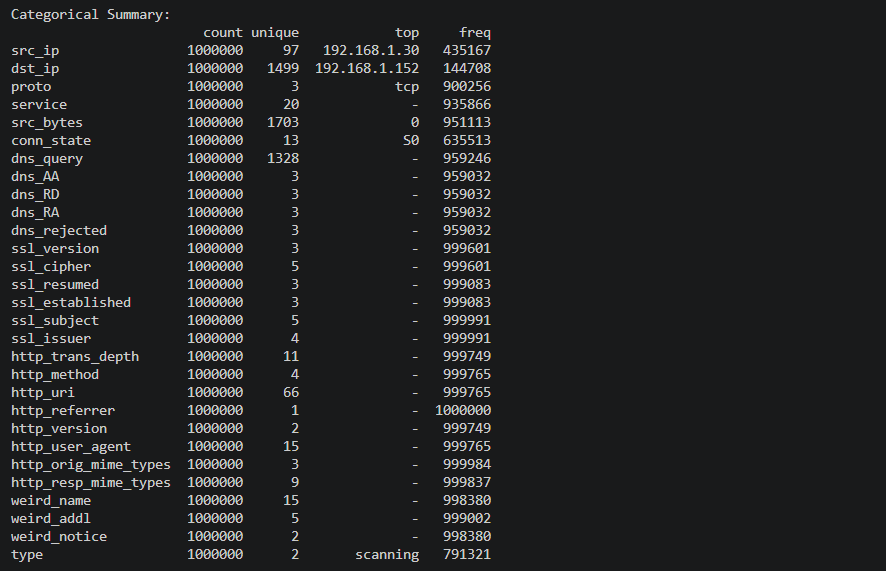 Categorical Summary:
count unique top freq
src_ip 1000000 97 192.168.1.30 435167
dst_ip 1000000 1499 192.168.1.152 144708
proto 1000000 3 tcp 900256
service 1000000 20 - 935866
src_bytes 1000000 1703 0 951113
conn_state 1000000 13 S0 635513
dns_query 1000000 1328 - 959246
dns_AA 1000000 3 - 959032
dns_RD 1000000 3 - 959032
dns_RA 1000000 3 - 959032
dns_rejected 1000000 3 - 959032
ssl_version 1000000 3 - 999601
ssl_cipher 1000000 5 - 999601
ssl_resumed 1000000 3 - 999083
ssl_established 1000000 3 - 999083
ssl_subject 1000000 5 - 999991
ssl_issuer 1000000 4 - 999991
http_trans_depth 1000000 11 - 999749
http_method 1000000 4 - 999765
http_uri 1000000 66 - 999765
http_referrer 1000000 1 - 1000000
http_version 1000000 2 - 999749
http_user_agent 1000000 15 - 999765
http_orig_mime_types 1000000 3 - 999984
http_resp_mime_types 1000000 9 - 999837
weird_name 1000000 15 - 998380
weird_addl 1000000 5 - 999002
weird_notice 1000000 2 - 998380
type 1000000 2 scanning 791321